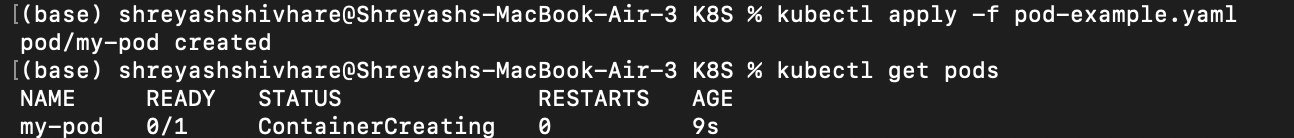 [(base) shreyashshivhare@Shreyashs-MacBook-Air-3 K8S % kubectl apply -f pod-example.yaml
pod/my-pod created
[(base) shreyashshivhare@Shreyashs-MacBook-Air-3 K8S % kubectl get pods
NAME     READY   STATUS              RESTARTS   AGE
my-pod   0/1     ContainerCreating   0          9s